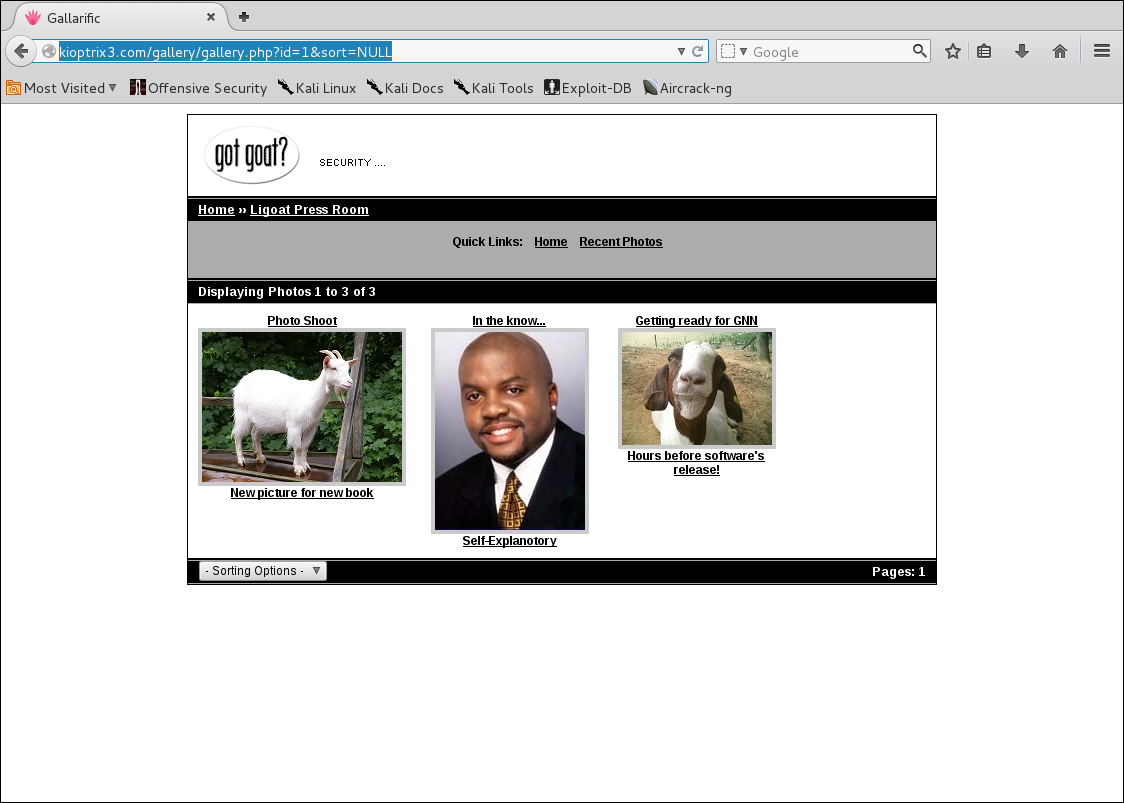 Gallarific
kioptrix3.com/gallery/gallery.php?id=1&sort=NULL
Google
Most Visited
Offensive Security
Kali Linux
Kali Docs
Kali Tools
Exploit-DB
Aircrack-ng
got goat?
SECURITY ....
Home ›› Ligoat Press Room
Quick Links: Home Recent Photos
Displaying Photos 1 to 3 of 3
Photo Shoot
New picture for new book
In the know...
Self-Explanotory
Getting ready for GNN
Hours before software's
release!
- Sorting Options -
Pages: 1